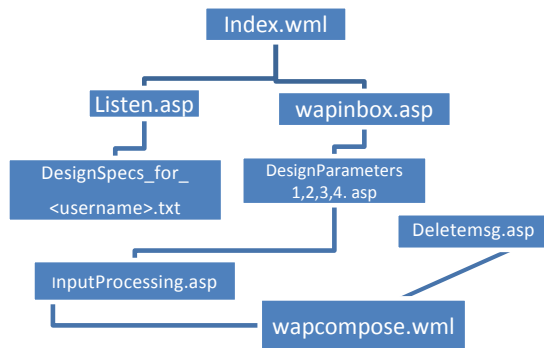 Index.wml
Listen.asp
wapinbox.asp
DesignSpecs_for_
<username>.txt
DesignParameters
1,2,3,4. asp
Deletemsg.asp
InputProcessing.asp
wapcompose.wml